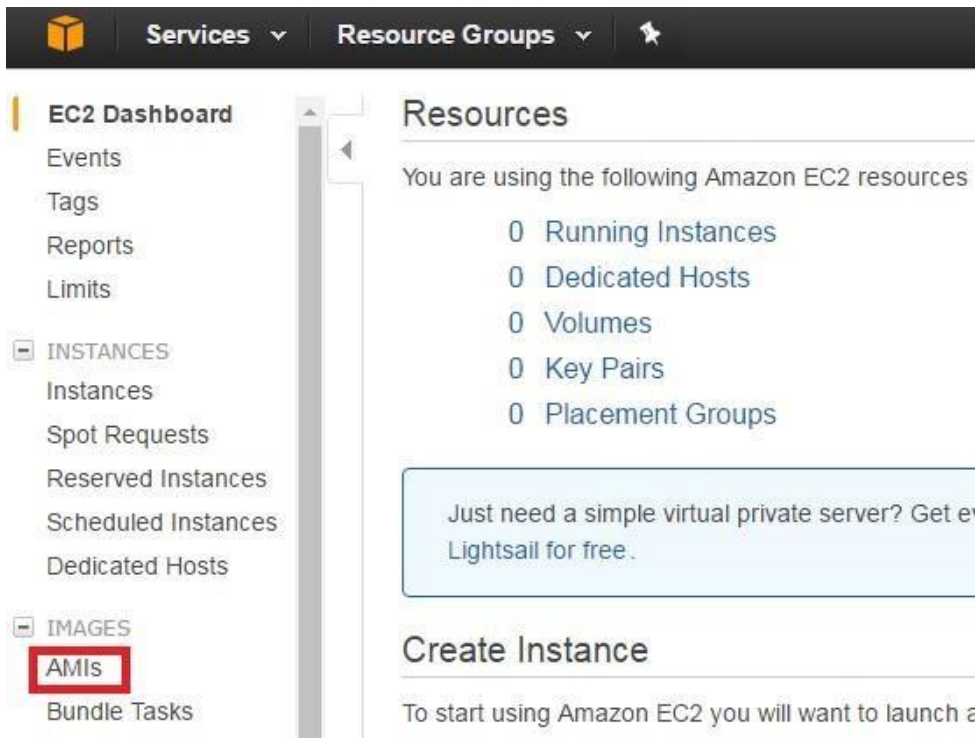 Services Resource Groups
EC2 Dashboard
Events
Tags
Reports
Limits
INSTANCES
Instances
Spot Requests
Reserved Instances
Scheduled Instances
Dedicated Hosts
IMAGES
AMIs
Bundle Tasks
Resources
You are using the following Amazon EC2 resources
0 Running Instances
0 Dedicated Hosts
0 Volumes
0 Key Pairs
0 Placement Groups
Just need a simple virtual private server? Get
Lightsail for free.
Create Instance
To start using Amazon EC2 you will want to launch